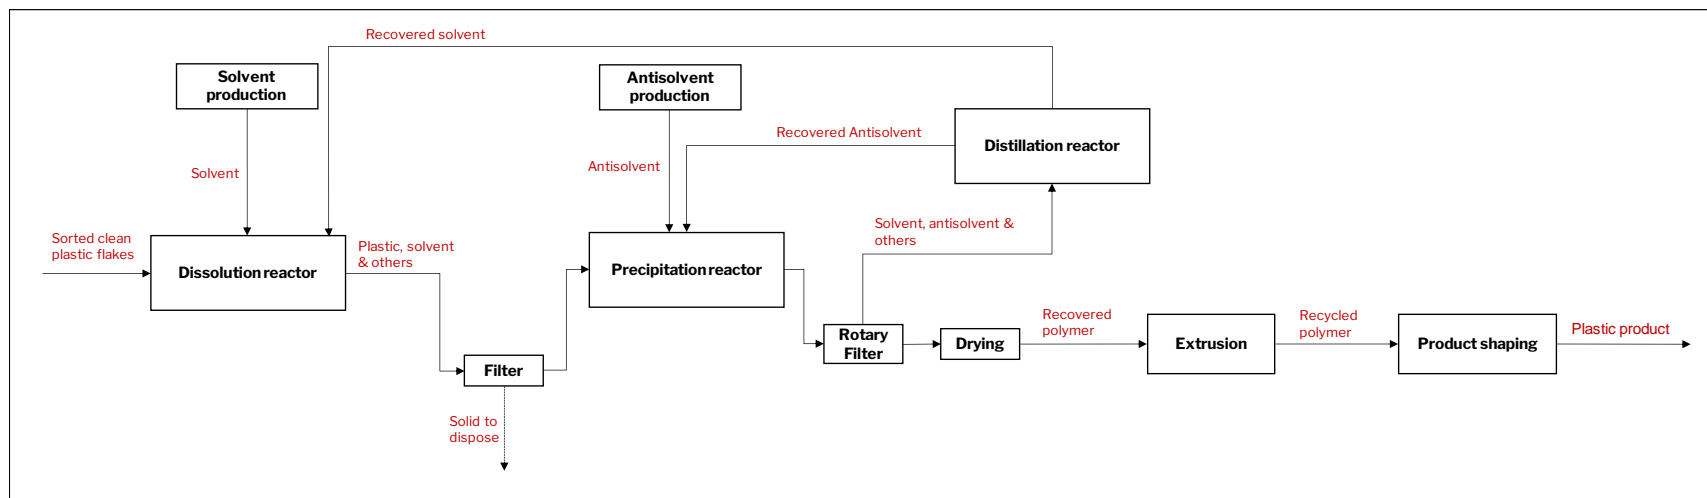 Recovered solvent
Solvent
production
Antisolvent
production
Recovered Antisolvent
Distillation reactor
Solvent
Antisolvent
Sorted clean
plastic flakes
Dissolution reactor
Plastic, solvent
& others
Precipitation reactor
Solvent, antisolvent &
others
Rotary
Filter
Drying
Recovered
polymer
Extrusion
Recycled
polymer
Product shaping
Plastic product
Filter
Solid to
dispose